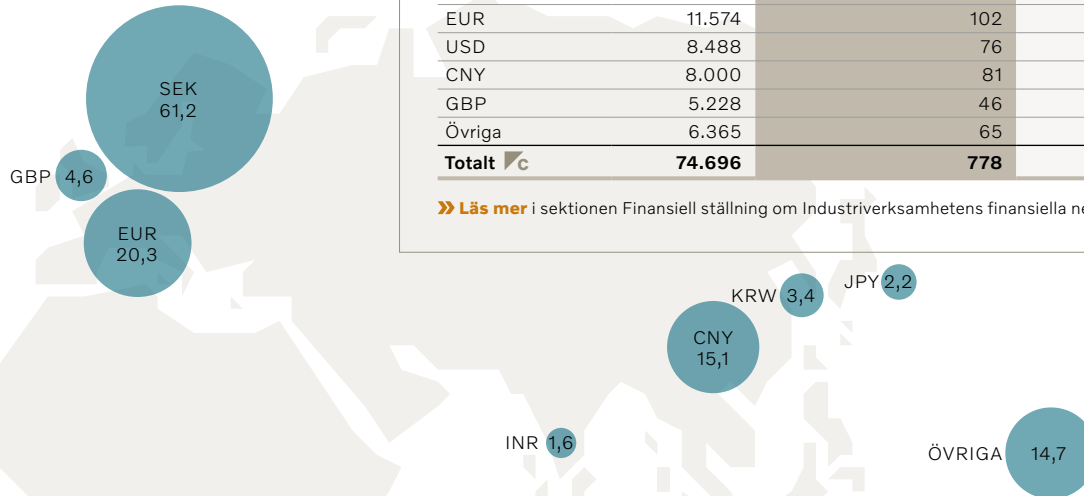 EUR 11.574 102
USD 8.488 76
CNY 8.000 81
GBP 5.228 46
Övriga 6.365 65
Totalt C 74.696 778
Läs mer i sektionen Finansiell ställning om Industriverksamhetens finansiella
SEK
61,2
GBP 4,6
EUR
20,3
KRW 3,4
JPY 2,2
CNY
15,1
INR 1,6
ÖVRIGA 14,7